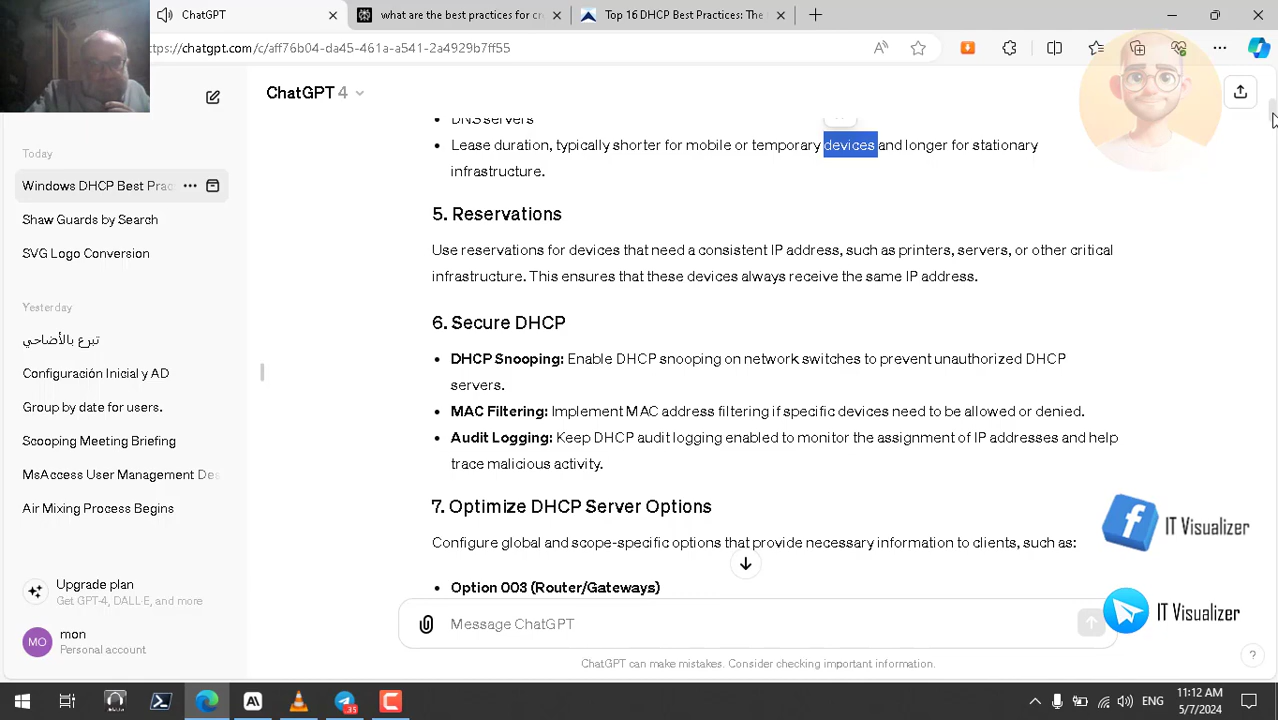 ChatGPT
what are the best practices for cr
Top 16 DHCP Best Practices: The
ttps://chatgpt.com/c/aff76b04-da45-461a-a541-2a4929b7ff55
ChatGPT 4
Today
Windows DHCP Best Prac
Shaw Guards by Search
SVG Logo Conversion
Yesterday
تبرع بالأضاحي
Configuración Inicial y AD
Group by date for users.
Scooping Meeting Briefing
MsAccess User Management Des
Air Mixing Process Begins
Upgrade plan
Get GPT-4, DALL·E, and more
MO
mon
Personal account
DNS servers
Lease duration, typically shorter for mobile or temporary devices and longer for stationary
infrastructure.
5. Reservations
Use reservations for devices that need a consistent IP address, such as printers, servers, or other critical
infrastructure. This ensures that these devices always receive the same IP address.
6. Secure DHCP
DHCP Snooping: Enable DHCP snooping on network switches to prevent unauthorized DHCP
servers.
MAC Filtering: Implement MAC address filtering if specific devices need to be allowed or denied.
Audit Logging: Keep DHCP audit logging enabled to monitor the assignment of IP addresses and help
trace malicious activity.
7. Optimize DHCP Server Options
Configure global and scope-specific options that provide necessary information to clients, such as:
Option 003 (Router/Gateways)
Message ChatGPT
ChatGPT can make mistakes. Consider checking important information.
IT Visualizer
IT Visualizer
?
35
ENG
11:12 AM
5/7/2024